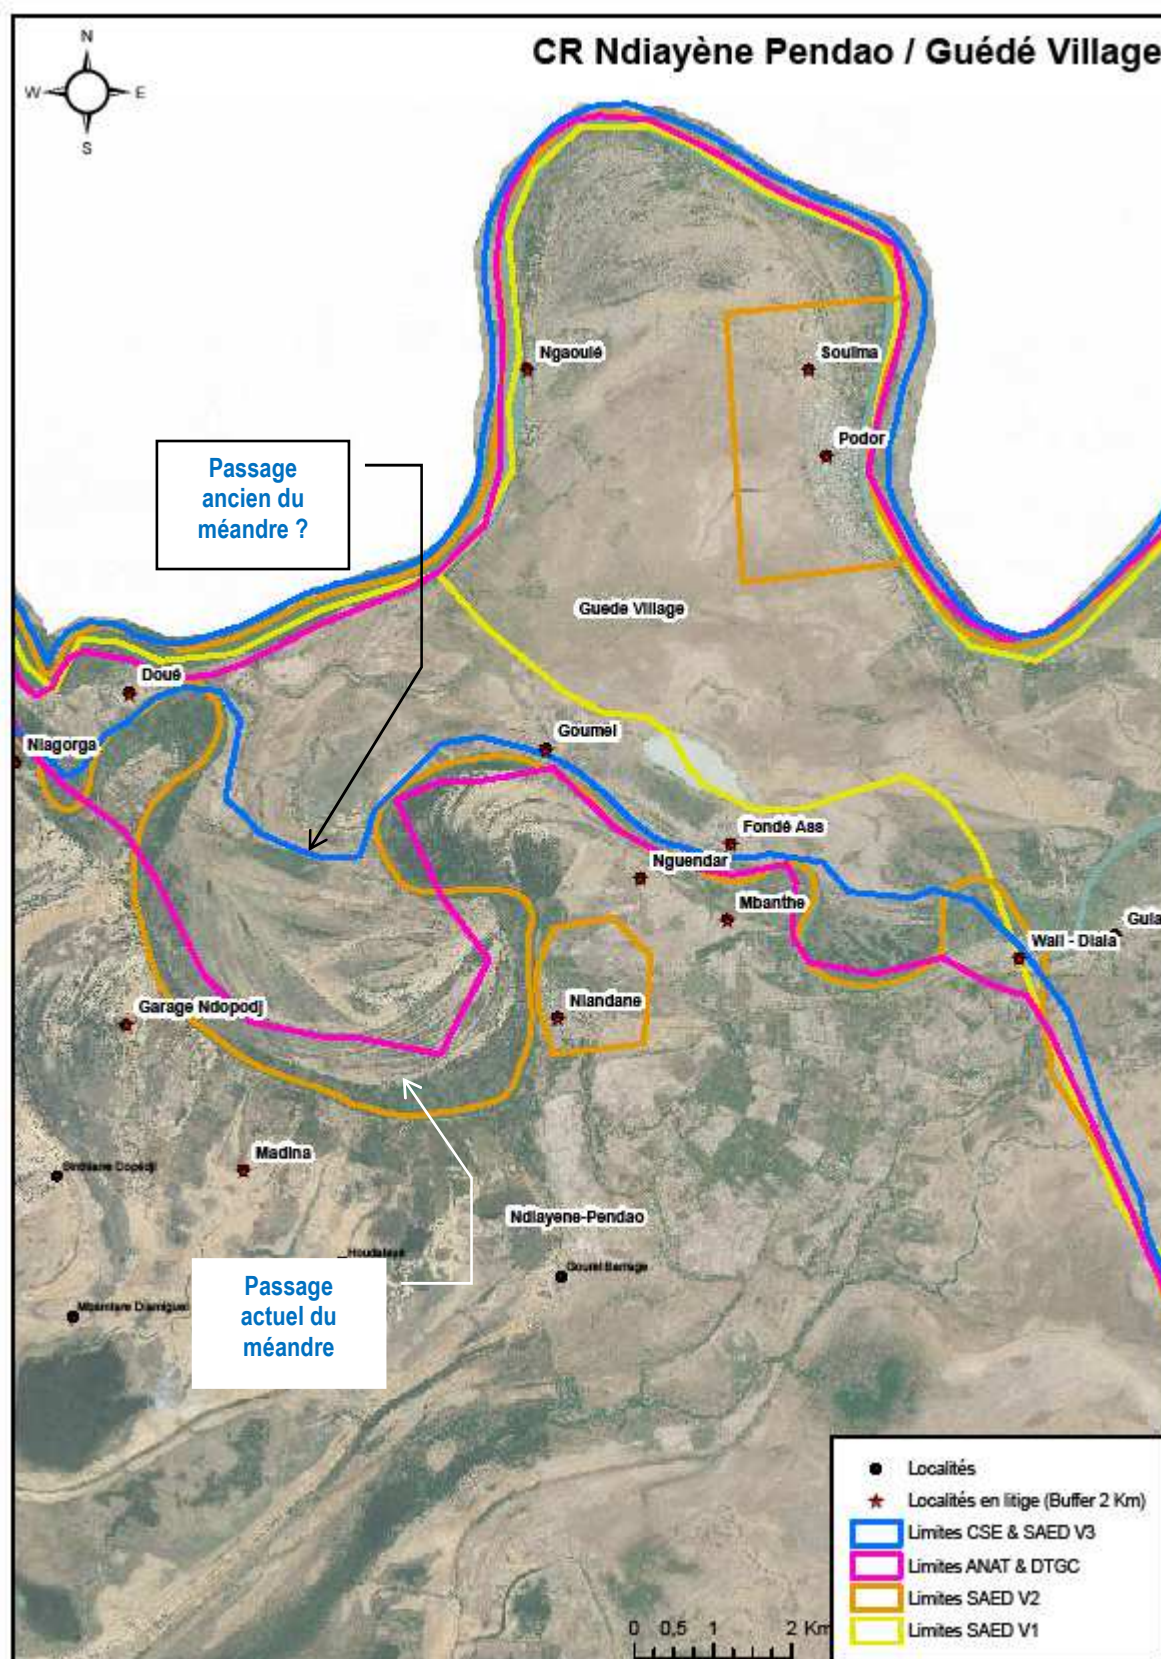 CR Ndiayène Pendao / Guédé Village
N
W
E
S
Ngaoulé
Souima
Podor
Passage
ancien du
méandre ?
Guede Village
Doué
Niagorga
Goumel
Fondé Ass
Nguendar
Mbanthe
Guia
Wali - Diala
Niandane
Garage Ndopodj
Madina
Ndiayene-Pendao
Passage
actuel du
méandre
Localités
Localités en litige (Buffer 2 Km)
Limites CSE & SAED V3
Limites ANAT & DTGC
Limites SAED V2
Limites SAED V1
0 0,5 1 2 Km